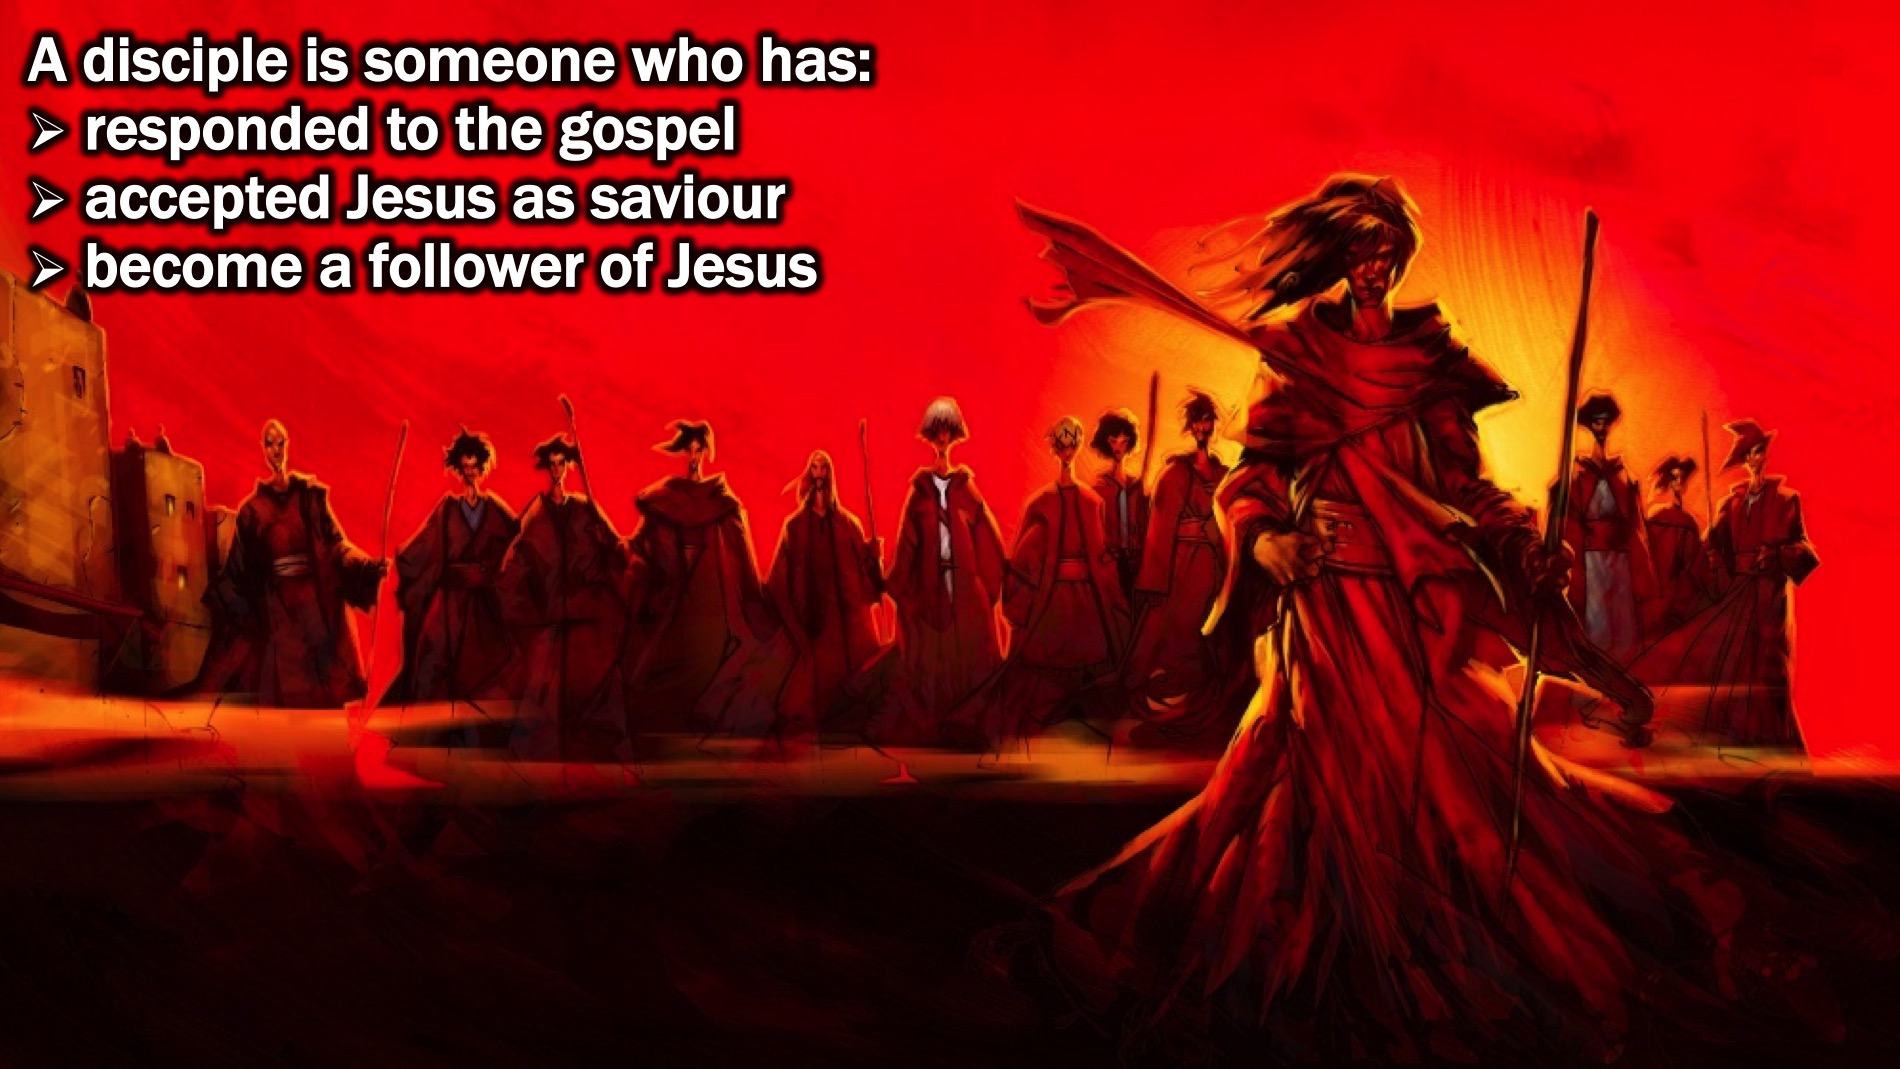 A disciple is someone who has:
➢ responded to the gospel
➢ accepted Jesus as saviour
➢ become a follower of Jesus